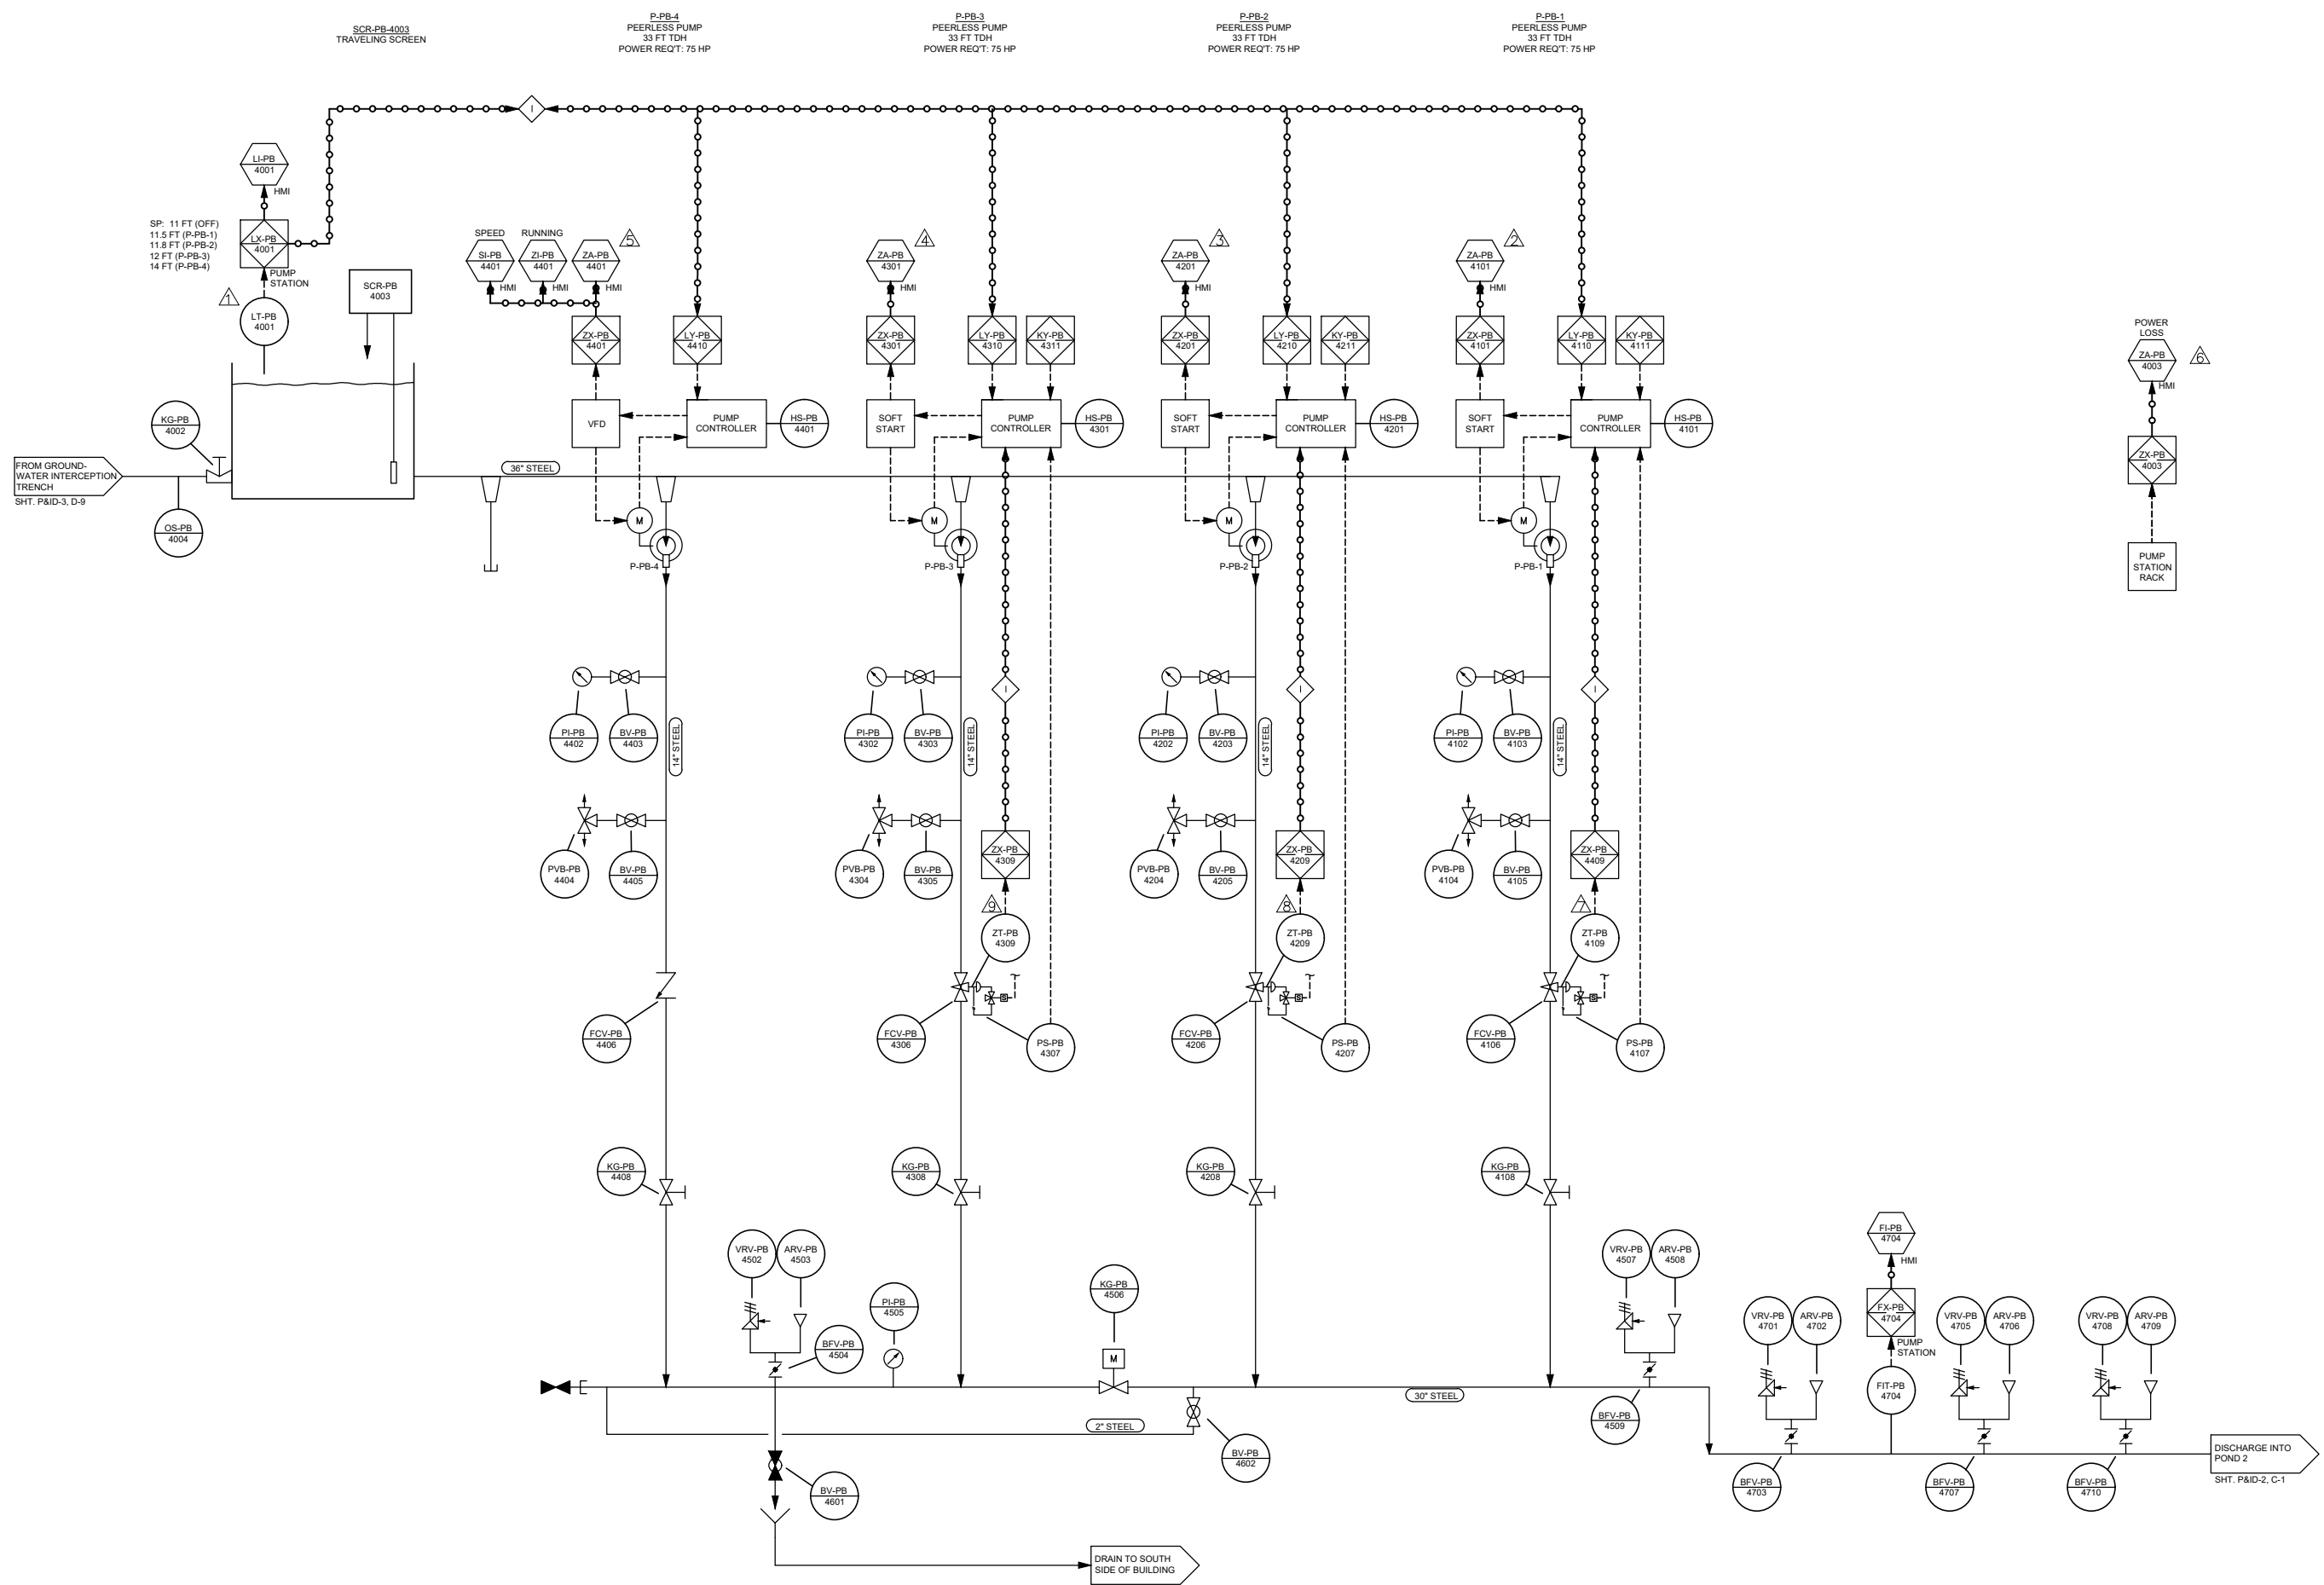 SCR-PB-4003
TRAVELING SCREEN
P-PB-4
PEERLESS PUMP
33 FT TDH
POWER REQ'T: 75 HP
P-PB-3
PEERLESS PUMP
33 FT TDH
POWER REQ'T: 75 HP
P-PB-2
PEERLESS PUMP
33 FT TDH
POWER REQ'T: 75 HP
P-PB-1
PEERLESS PUMP
33 FT TDH
POWER REQ'T: 75 HP
I
LI-PB
4001
HMI
SP: 11 FT (OFF)
11.5 FT (P-PB-1)
11.8 FT (P-PB-2)
12 FT (P-PB-3)
14 FT (P-PB-4)
LX-PB
4001
PUMP
STATION
1
LT-PB
4001
SCR-PB
4003
SPEED
SI-PB
4401
HMI
RUNNING
ZI-PB
4401
HMI
ZA-PB
4401
HMI
5
ZA-PB
4301
HMI
4
ZA-PB
4201
HMI
3
ZA-PB
4101
HMI
2
ZX-PB
4401
LY-PB
4410
ZX-PB
4301
LY-PB
4310
KY-PB
4311
ZX-PB
4201
LY-PB
4210
KY-PB
4211
ZX-PB
4101
LY-PB
4110
KY-PB
4111
POWER
LOSS
ZA-PB
4003
HMI
6
ZX-PB
4003
PUMP
STATION
RACK
VFD
PUMP
CONTROLLER
HS-PB
4401
SOFT
START
PUMP
CONTROLLER
HS-PB
4301
SOFT
START
PUMP
CONTROLLER
HS-PB
4201
SOFT
START
PUMP
CONTROLLER
HS-PB
4101
KG-PB
4002
FROM GROUND-
WATER INTERCEPTION
TRENCH
SHT. P&ID-3, D-9
OS-PB
4004
36" STEEL
M
P-PB-4
M
P-PB-3
M
P-PB-2
M
P-PB-1
I
I
I
PI-PB
4402
BV-PB
4403
14" STEEL
PI-PB
4302
BV-PB
4303
14" STEEL
PI-PB
4202
BV-PB
4203
14" STEEL
PI-PB
4102
BV-PB
4103
14" STEEL
PVB-PB
4404
BV-PB
4405
PVB-PB
4304
BV-PB
4305
ZX-PB
4309
PVB-PB
4204
BV-PB
4205
ZX-PB
4209
PVB-PB
4104
BV-PB
4105
ZX-PB
4409
9
ZT-PB
4309
8
ZT-PB
4209
7
ZT-PB
4109
S
S
S
FCV-PB
4406
FCV-PB
4306
PS-PB
4307
FCV-PB
4206
PS-PB
4207
FCV-PB
4106
PS-PB
4107
KG-PB
4408
KG-PB
4308
KG-PB
4208
KG-PB
4108
VRV-PB
4502
ARV-PB
4503
BFV-PB
4504
PI-PB
4505
KG-PB
4506
M
VRV-PB
4507
ARV-PB
4508
BFV-PB
4509
30" STEEL
2" STEEL
BV-PB
4602
BV-PB
4601
FI-PB
4704
HMI
FX-PB
4704
PUMP
STATION
FIT-PB
4704
VRV-PB
4701
ARV-PB
4702
BFV-PB
4703
VRV-PB
4705
ARV-PB
4706
BFV-PB
4707
VRV-PB
4708
ARV-PB
4709
BFV-PB
4710
DISCHARGE INTO
POND 2
SHT. P&ID-2, C-1
DRAIN TO SOUTH
SIDE OF BUILDING